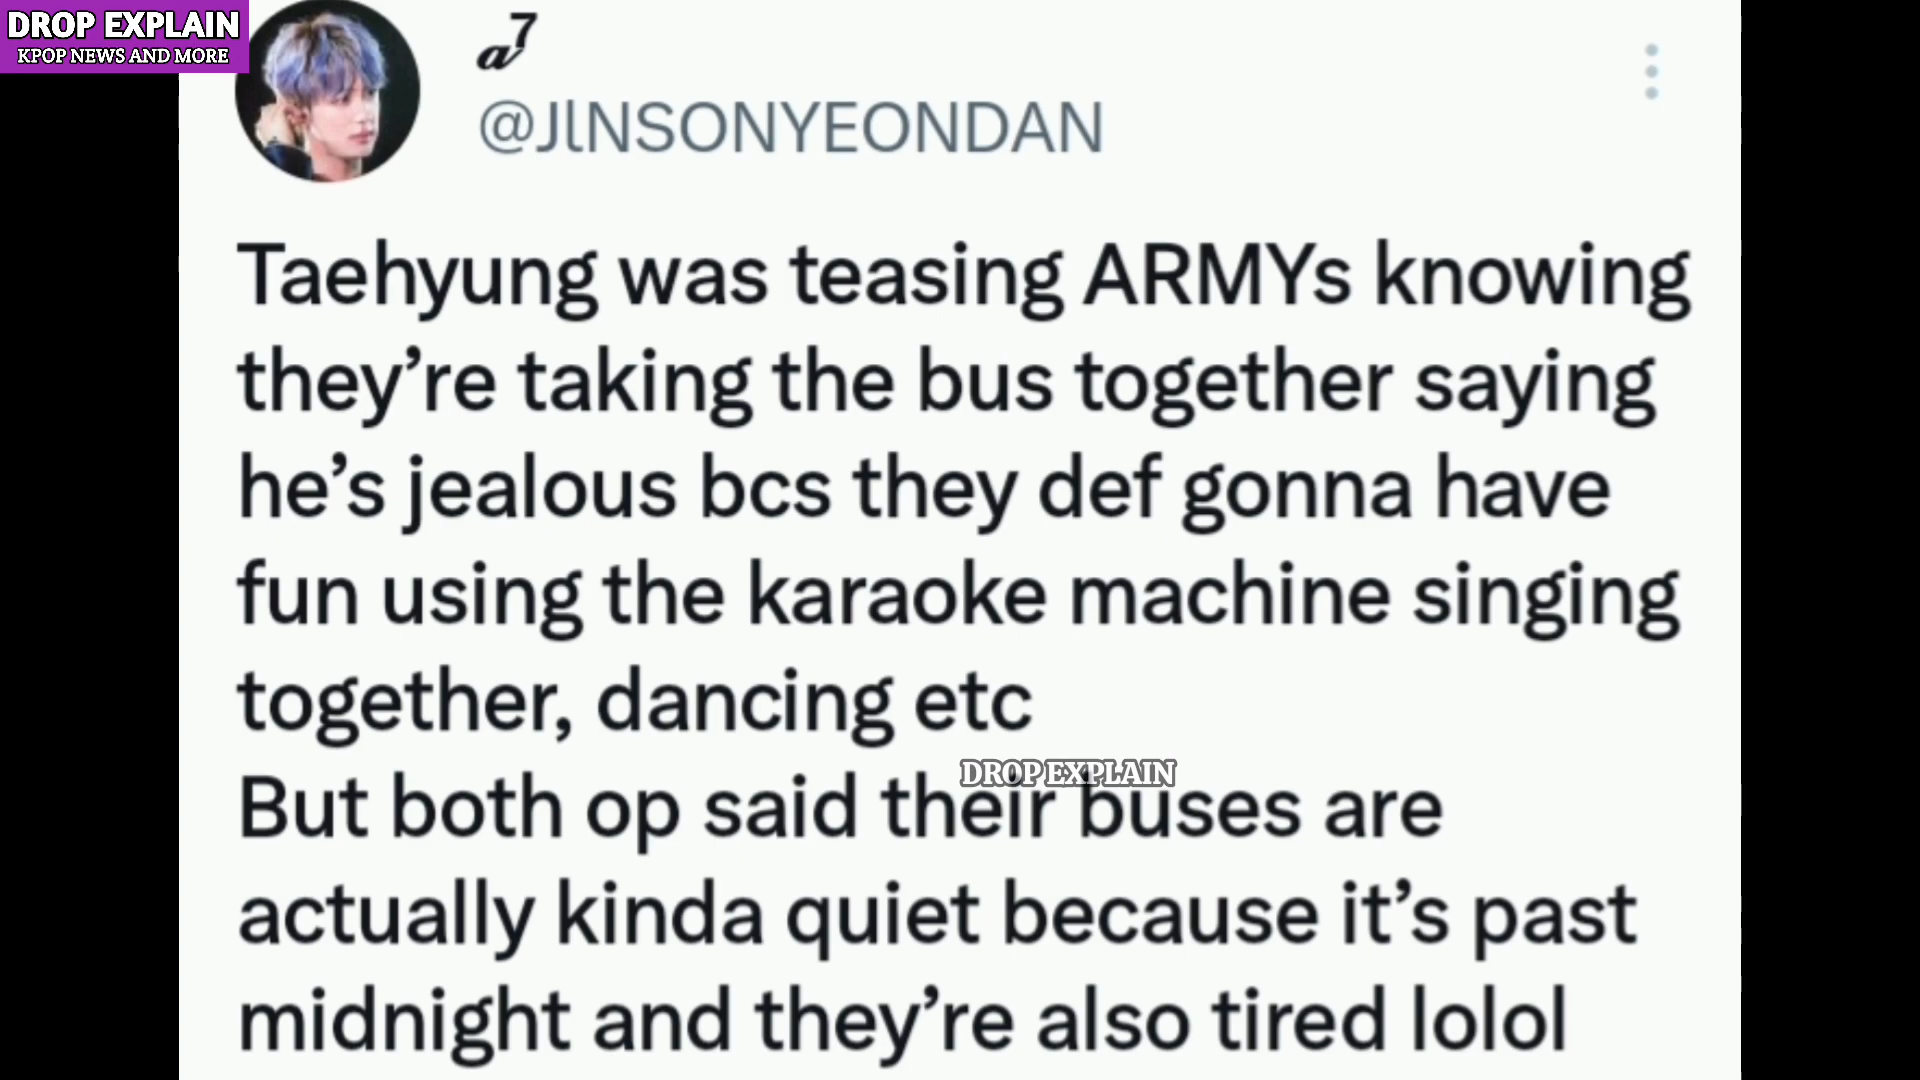 DROP EXPLAIN
KPOP NEWS AND MORE
a⁷
@JlNSONYEONDAN
Taehyung was teasing ARMYs knowing
they’re taking the bus together saying
he’s jealous bcs they def gonna have
fun using the karaoke machine singing
together, dancing etc
DROP EXPLAIN
But both op said their buses are
actually kinda quiet because it’s past
midnight and they’re also tired lolol